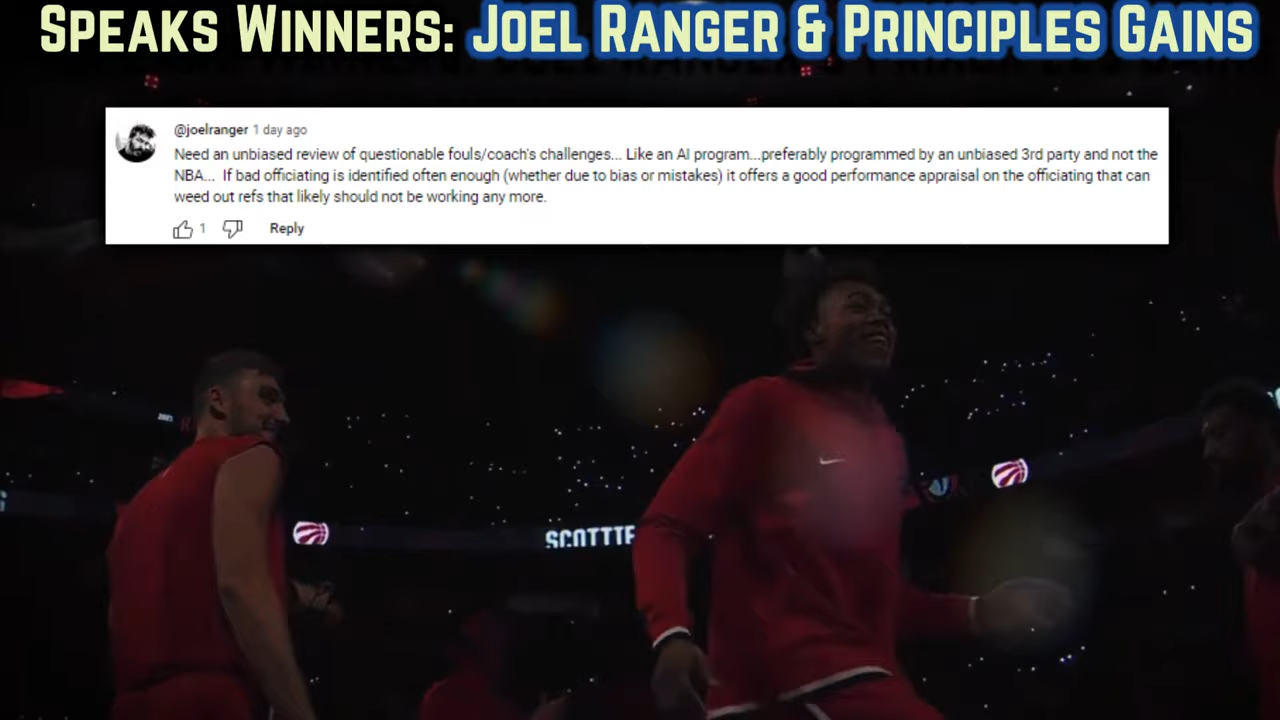 SPEAKS WINNERS: JOEL RANGER & PRINCIPLES GAINS
@joelranger 1 day ago
Need an unbiased review of questionable fouls/coach's challenges... Like an AI program...preferably programmed by an unbiased 3rd party and not the
NBA... If bad officiating is identified often enough (whether due to bias or mistakes) it offers a good performance appraisal on the officiating that can
weed out refs that likely should not be working any more.
1 Reply
SCOTTIE